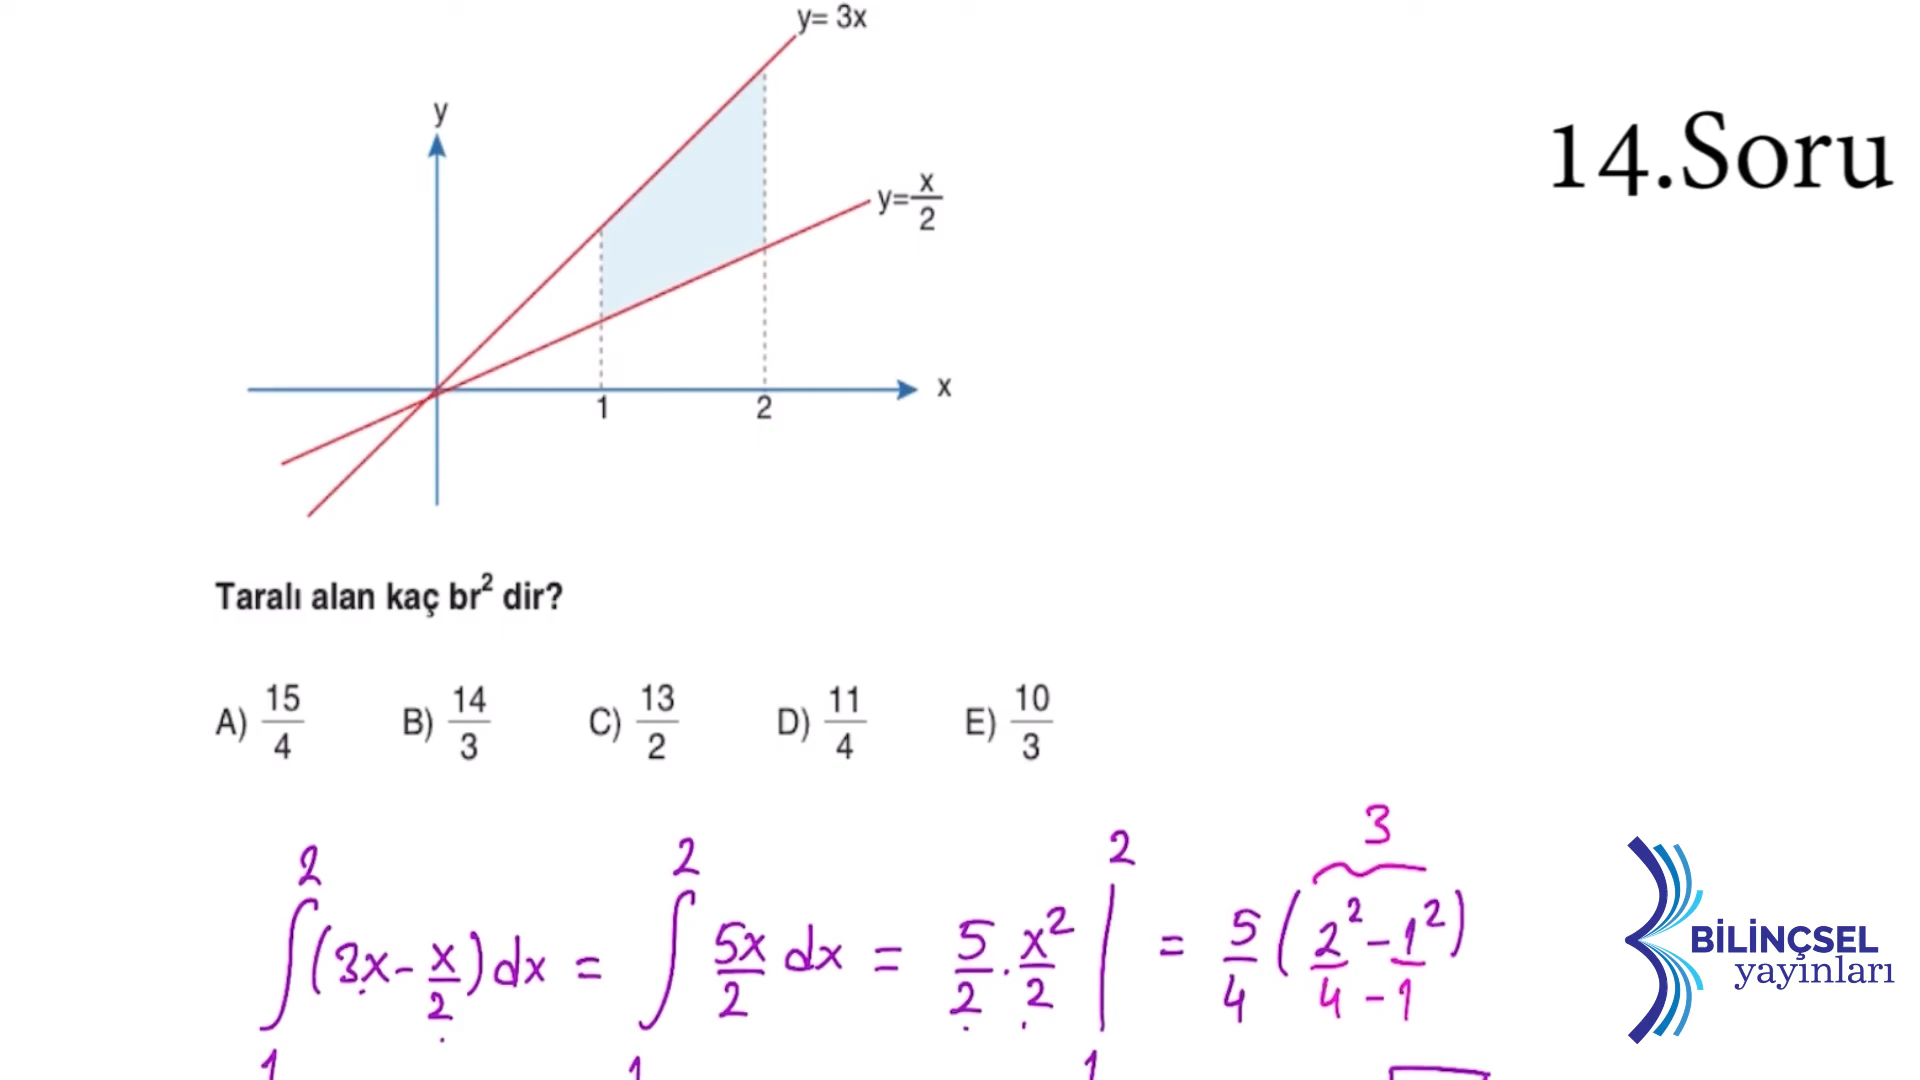 y= 3x
y
14.Soru
y=x/2
x
1 2
Taralı alan kaç br² dir?
A) 15/4 B) 14/3 C) 13/2 D) 11/4 E) 10/3
3
∫₁²(3x-x/2)dx = ∫₁² 5x/2 dx = 5/2 . x²/2 |₁² = 5/4 (2²-1²)
4-1
BİLİNÇSEL
yayınları